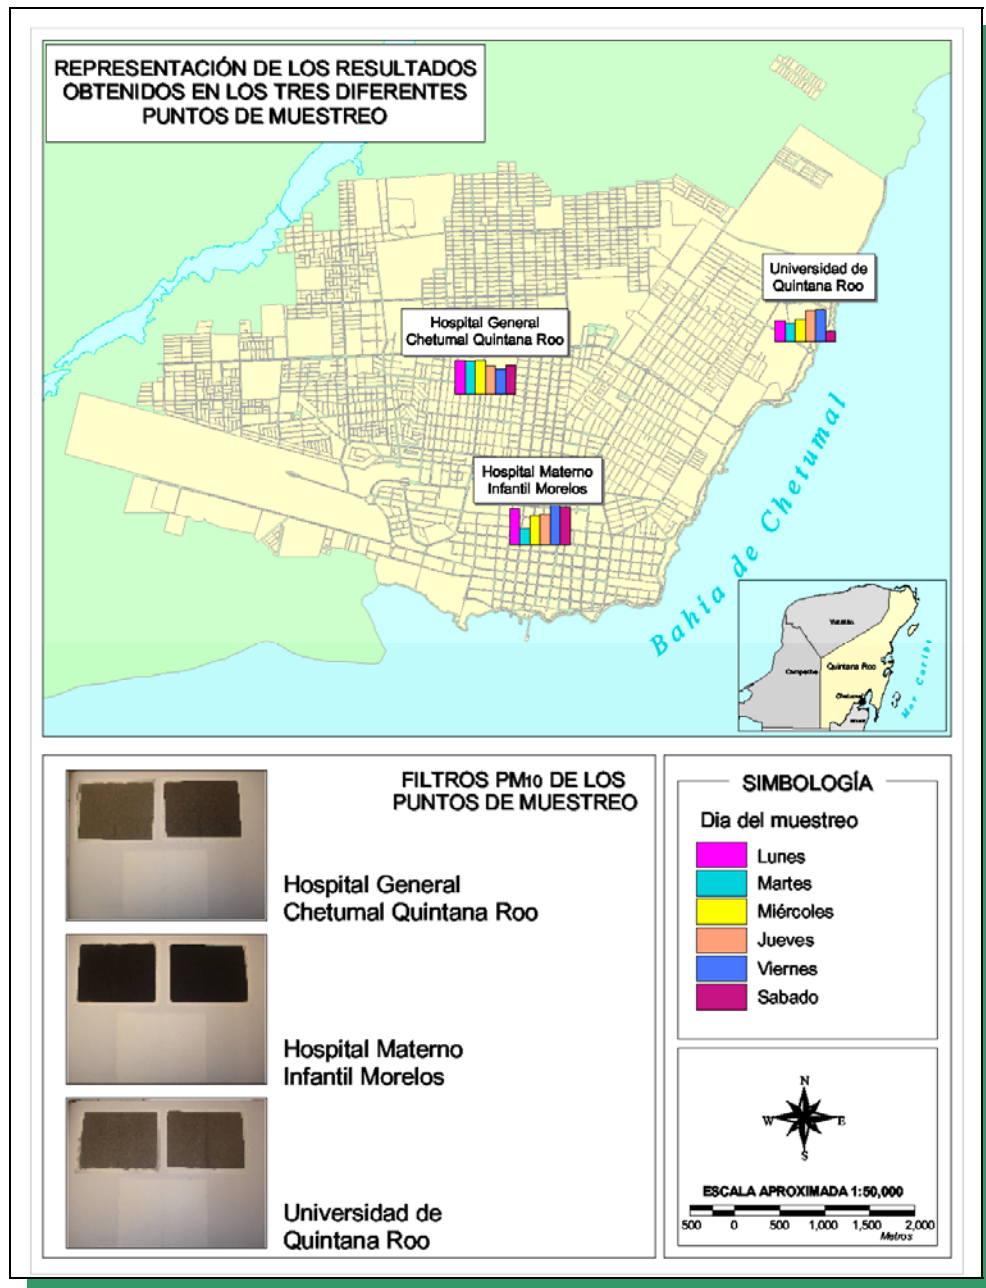 REPRESENTACIÓN DE LOS RESULTADOS
OBTENIDOS EN LOS TRES DIFERENTES
PUNTOS DE MUESTREO
Universidad de
Quintana Roo
Hospital General
Chetumal Quintana Roo
Hospital Materno
Infantil Morelos
Bahia de Chetumal
Yucatán
Quintana Roo
Campeche
Chetumal
Mar Caribe
FILTROS PM10 DE LOS
PUNTOS DE MUESTREO
Hospital General
Chetumal Quintana Roo
Hospital Materno
Infantil Morelos
Universidad de
Quintana Roo
SIMBOLOGÍA
Dia del muestreo
Lunes
Martes
Miércoles
Jueves
Viernes
Sabado
N
W E
S
ESCALA APROXIMADA 1:50,000
500 0 500 1,000 1,500 2,000
Metros